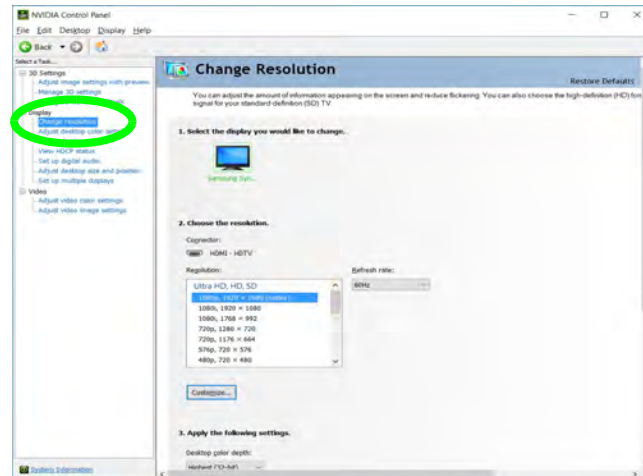 NVIDIA Control Panel
File Edit Desktop Display Help
Back
Select a Task...
3D Settings
Adjust image settings with preview
Manage 3D settings
Display
Change resolution
Adjust desktop color
View HDCP status
Set up digital audio
Adjust desktop size and position
Set up multiple displays
Video
Adjust video color settings
Adjust video image settings
System Information
Change Resolution
Restore Defaults
You can adjust the amount of information appearing on the screen and reduce flickering. You can also choose the high-definition (HD) for
signal for your standard-definition (SD) TV.
1. Select the display you would like to change.
Samsung Syn...
2. Choose the resolution.
Connector:
HDMI - HDTV
Resolution:
Refresh rate:
Ultra HD, HD, SD
60Hz
1080p, 1920 ×
1080i, 1920 × 1080
1080i, 1768 × 992
720p, 1280 × 720
720p, 1176 × 664
576p, 720 × 576
480p, 720 × 480
Customize...
3. Apply the following settings.
Desktop color depth:
Highest (32-bit)